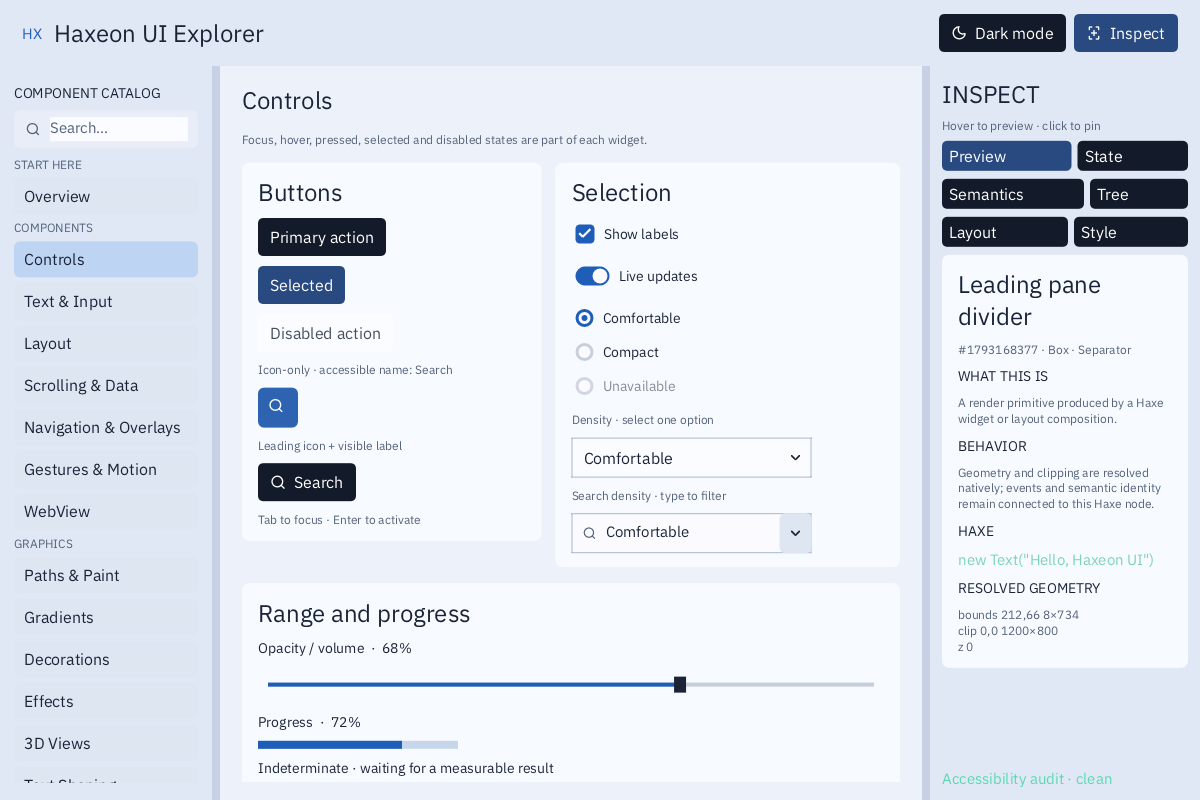 HX Haxeon UI Explorer
Dark mode
Inspect
COMPONENT CATALOG
Search...
START HERE
Overview
COMPONENTS
Controls
Text & Input
Layout
Scrolling & Data
Navigation & Overlays
Gestures & Motion
WebView
GRAPHICS
Paths & Paint
Gradients
Decorations
Effects
3D Views
Text Shaping
Controls
Focus, hover, pressed, selected and disabled states are part of each widget.
Buttons
Primary action
Selected
Disabled action
Icon-only · accessible name: Search
Leading icon + visible label
Search
Tab to focus · Enter to activate
Selection
Show labels
Live updates
Comfortable
Compact
Unavailable
Density · select one option
Comfortable
Search density · type to filter
Comfortable
Range and progress
Opacity / volume · 68%
Progress · 72%
Indeterminate · waiting for a measurable result
INSPECT
Hover to preview · click to pin
Preview
State
Semantics
Tree
Layout
Style
Leading pane
divider
#1793168377 · Box · Separator
WHAT THIS IS
A render primitive produced by a Haxe
widget or layout composition.
BEHAVIOR
Geometry and clipping are resolved
natively; events and semantic identity
remain connected to this Haxe node.
HAXE
new Text("Hello, Haxeon UI")
RESOLVED GEOMETRY
bounds 212,66 8×734
clip 0,0 1200×800
z 0
Accessibility audit · clean